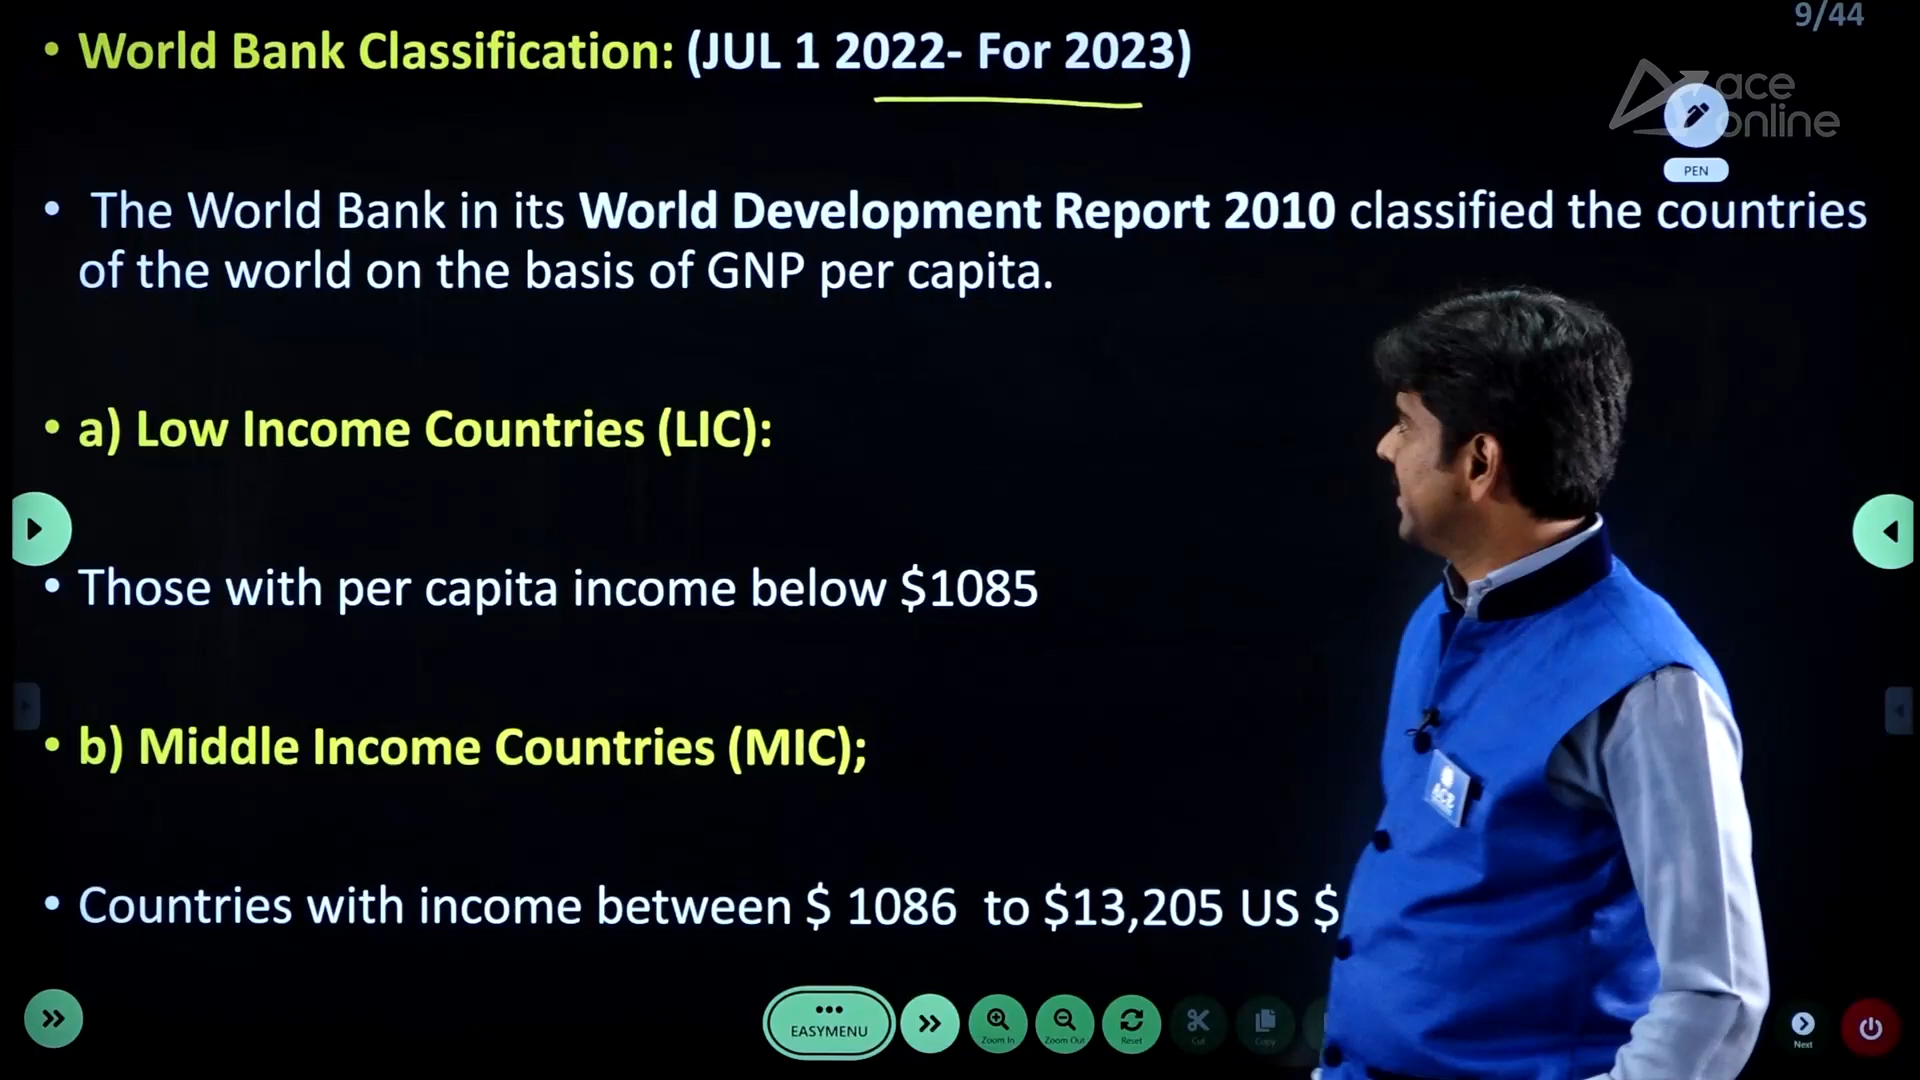 9/44
• World Bank Classification: (JUL 1 2022- For 2023)
ace
online
PEN
• The World Bank in its World Development Report 2010 classified the countries
of the world on the basis of GNP per capita.
• a) Low Income Countries (LIC):
• Those with per capita income below $1085
• b) Middle Income Countries (MIC);
ACE
• Countries with income between $ 1086 to $13,205 US $
EASYMENU
Zoom In
Zoom Out
Reset
Cut
Copy
Next